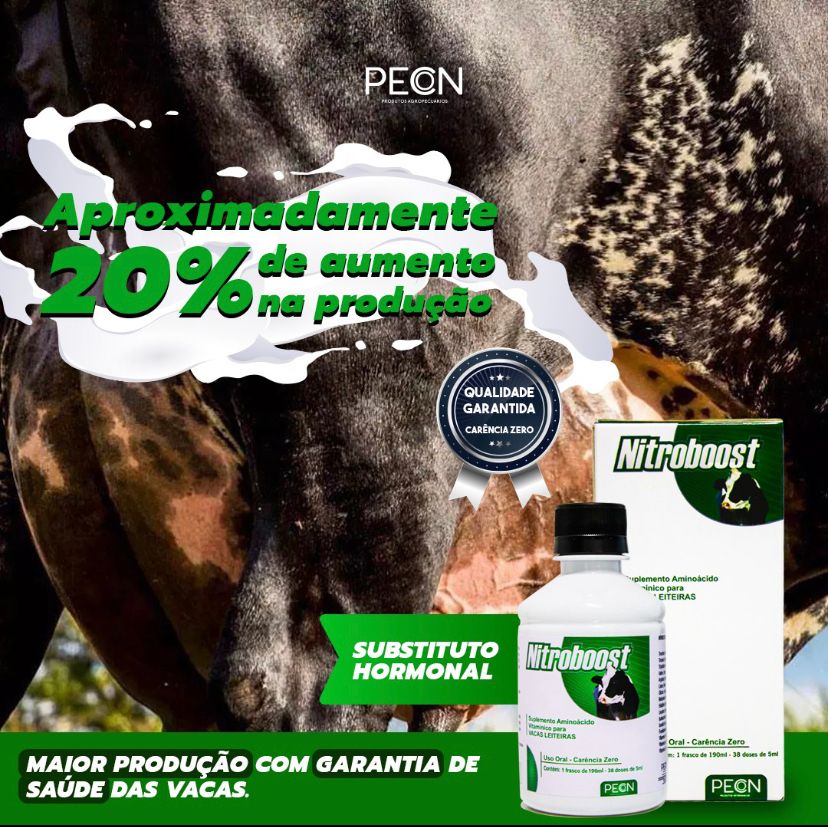 PECON
PRODUTOS AGROPECUÁRIOS
Aproximadamente
20% de aumento
na produção
QUALIDADE
GARANTIDA
CARÊNCIA ZERO
Nitroboost
Suplemento Aminoácido
Vitamínico para
LEITEIRAS
Oral - Carência Zero
1 frasco de 190ml - 38 doses de 5ml
PECON
SUBSTITUTO
HORMONAL
Nitroboost
Suplemento Aminoácido
Vitamínico para
VACAS LEITEIRAS
Uso Oral - Carência Zero
Contém: 1 frasco de 190ml - 38 doses de 5ml
PECON
MAIOR PRODUÇÃO COM GARANTIA DE
SAÚDE DAS VACAS.